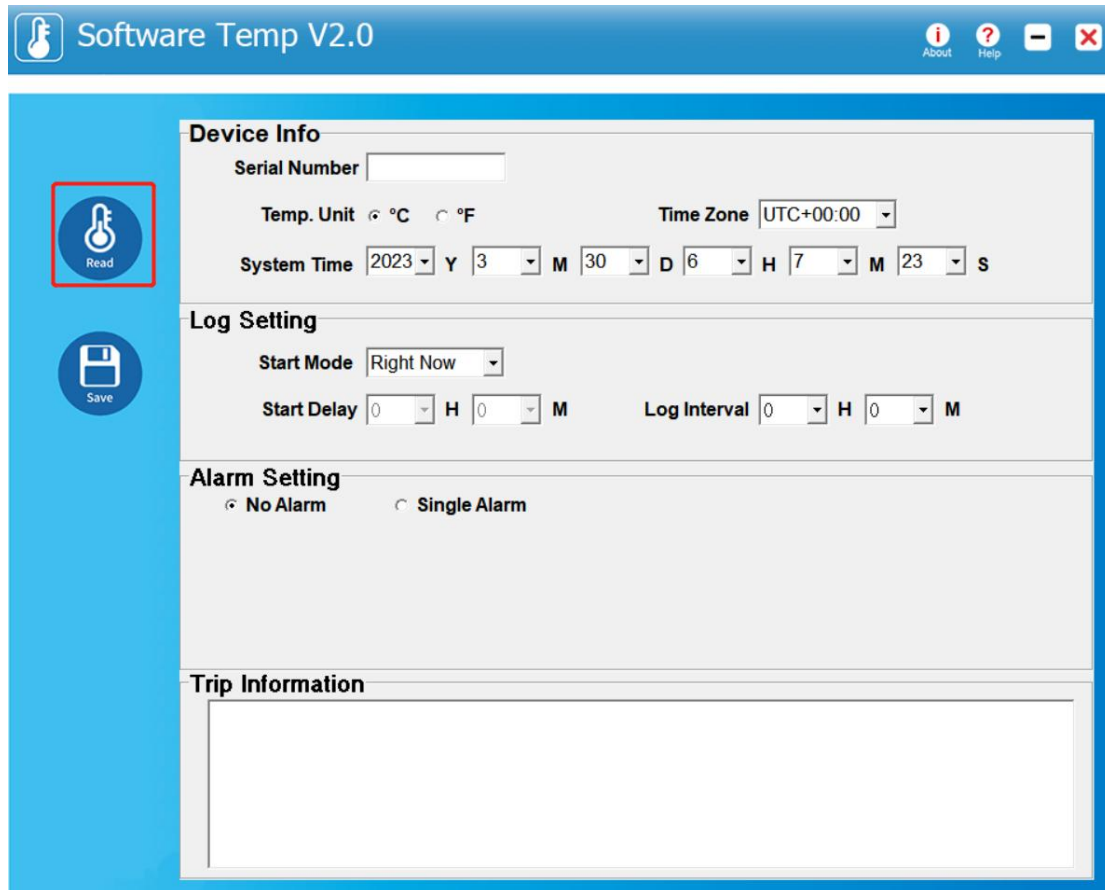 Software Temp V2.0
About
Help
Read
Save
Device Info
Serial Number
Temp. Unit °C °F Time Zone UTC+00:00
System Time 2023 Y 3 M 30 D 6 H 7 M 23 S
Log Setting
Start Mode Right Now
Start Delay 0 H 0 M Log Interval 0 H 0 M
Alarm Setting
No Alarm Single Alarm
Trip Information